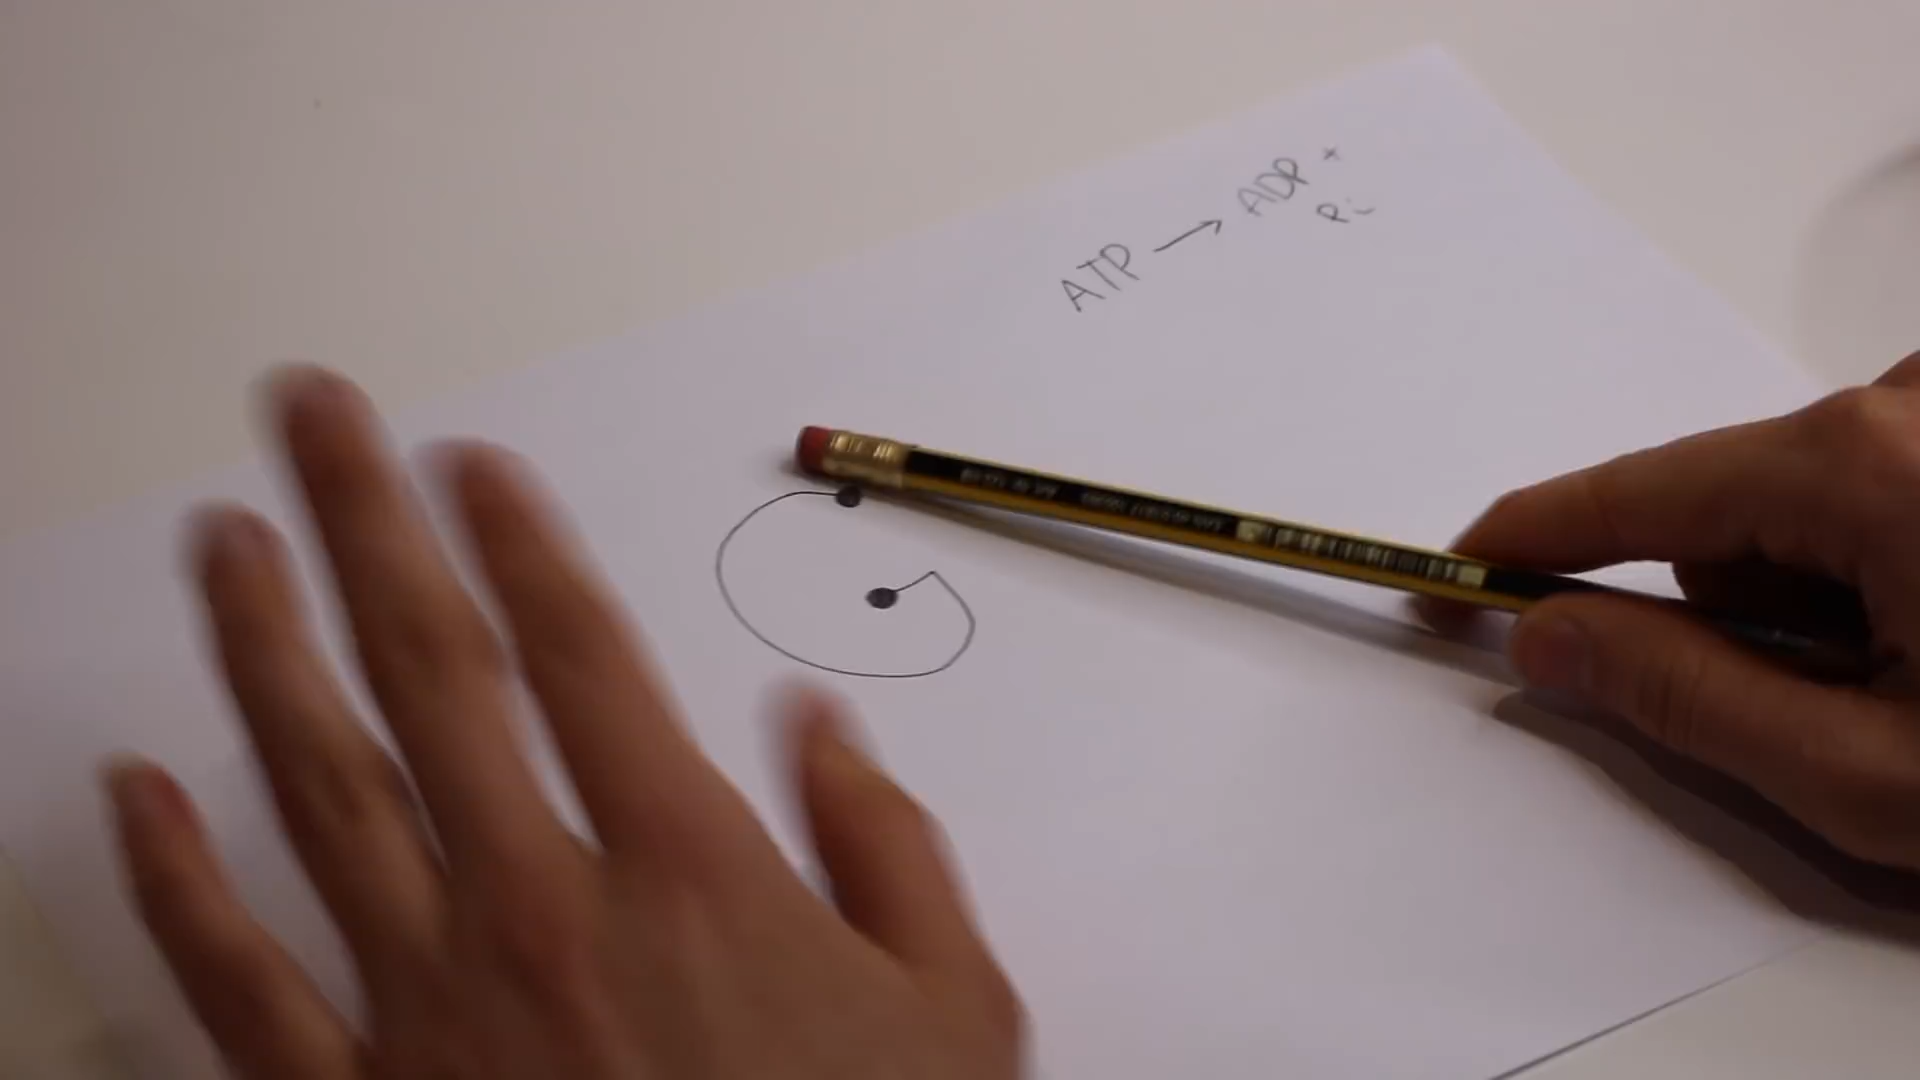 ATP → ADP +
Pi